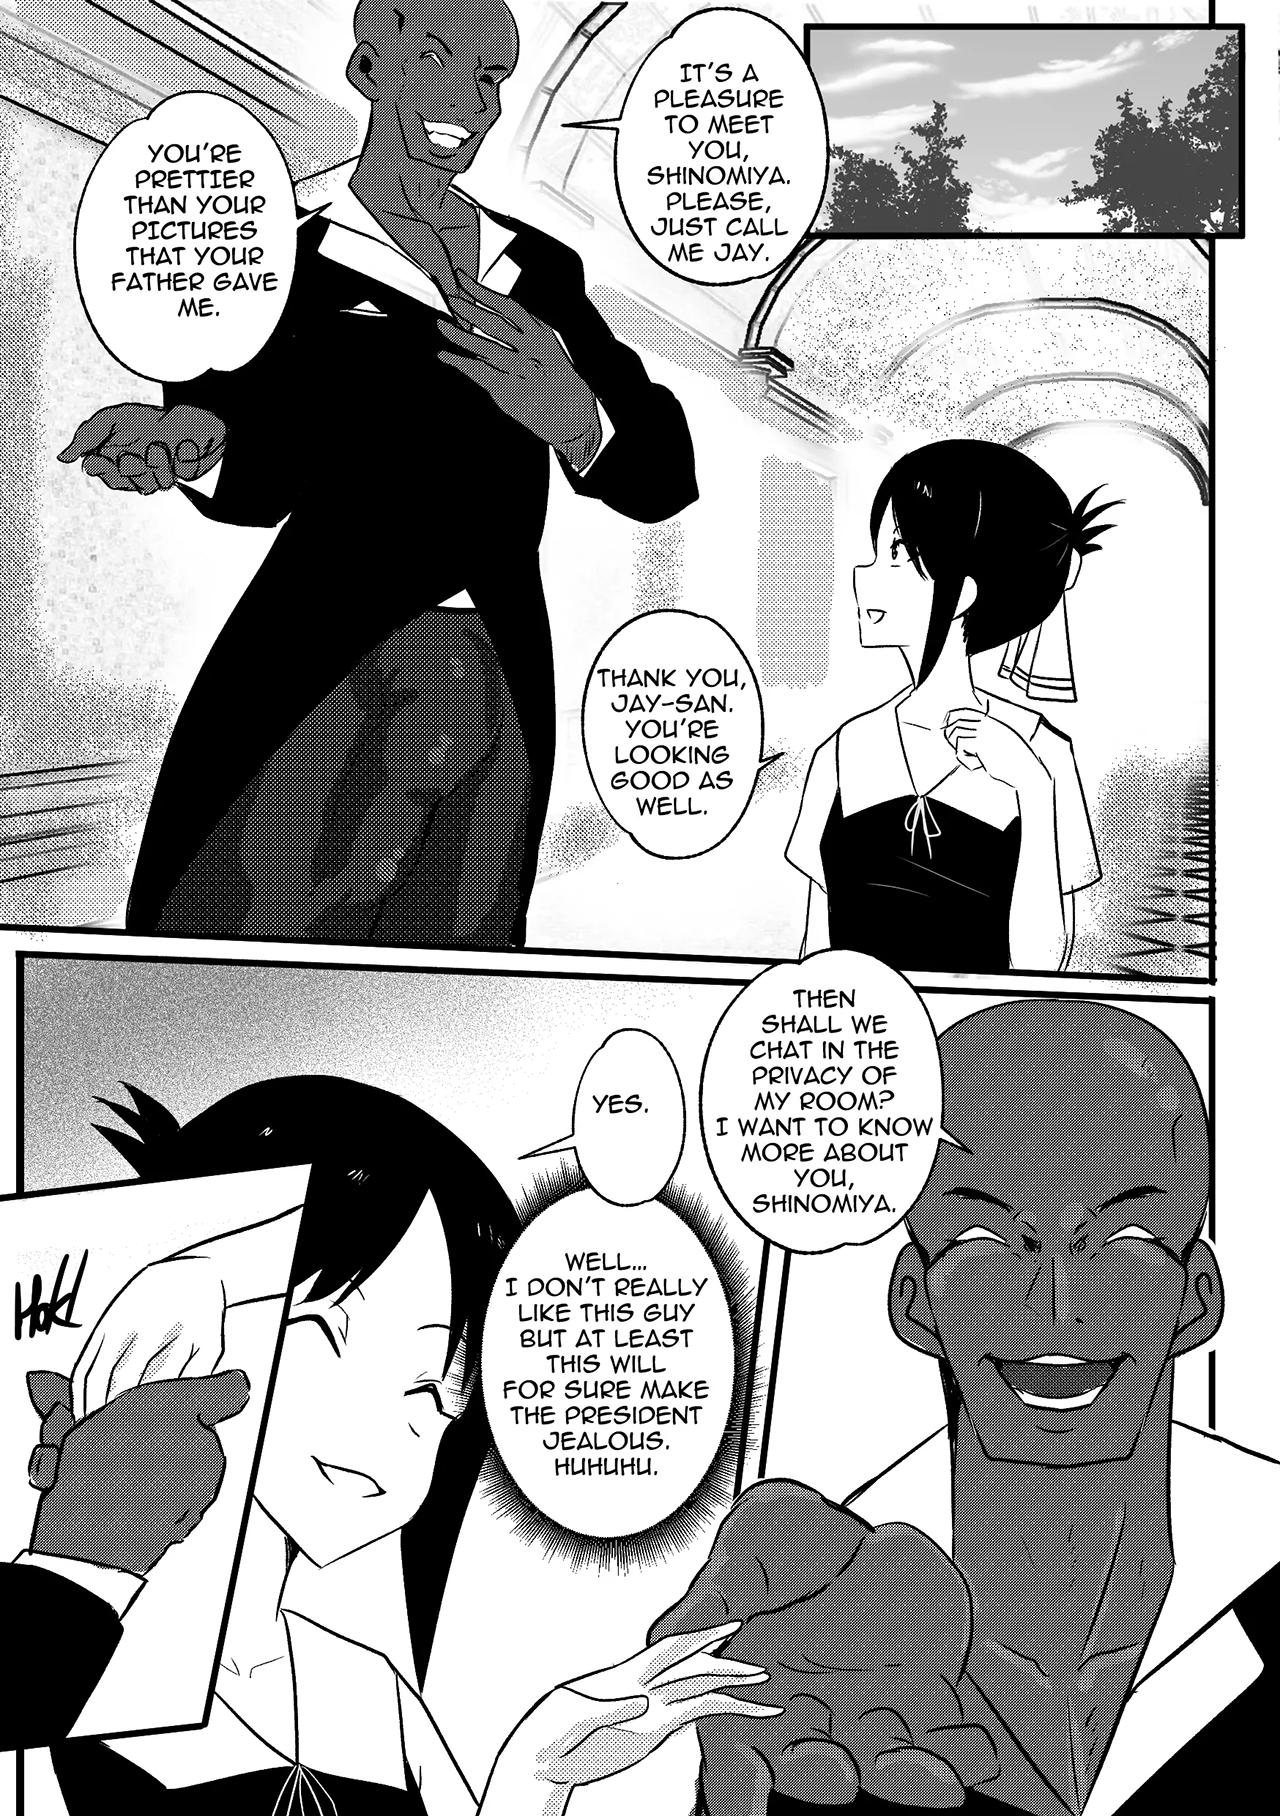 IT'S A
PLEASURE
TO MEET
YOU,
SHINOMIYA.
PLEASE,
JUST CALL
ME JAY.
YOU'RE
PRETTIER
THAN YOUR
PICTURES
THAT YOUR
FATHER GAVE
ME.
THANK YOU,
JAY-SAN.
YOU'RE
LOOKING
GOOD AS
WELL.
THEN
SHALL WE
CHAT IN THE
PRIVACY OF
MY ROOM?
I WANT TO KNOW
MORE ABOUT
YOU,
SHINOMIYA.
YES.
WELL...
I DON'T REALLY
LIKE THIS GUY
BUT AT LEAST
THIS WILL
FOR SURE MAKE
THE PRESIDENT
JEALOUS.
HUHUHU.